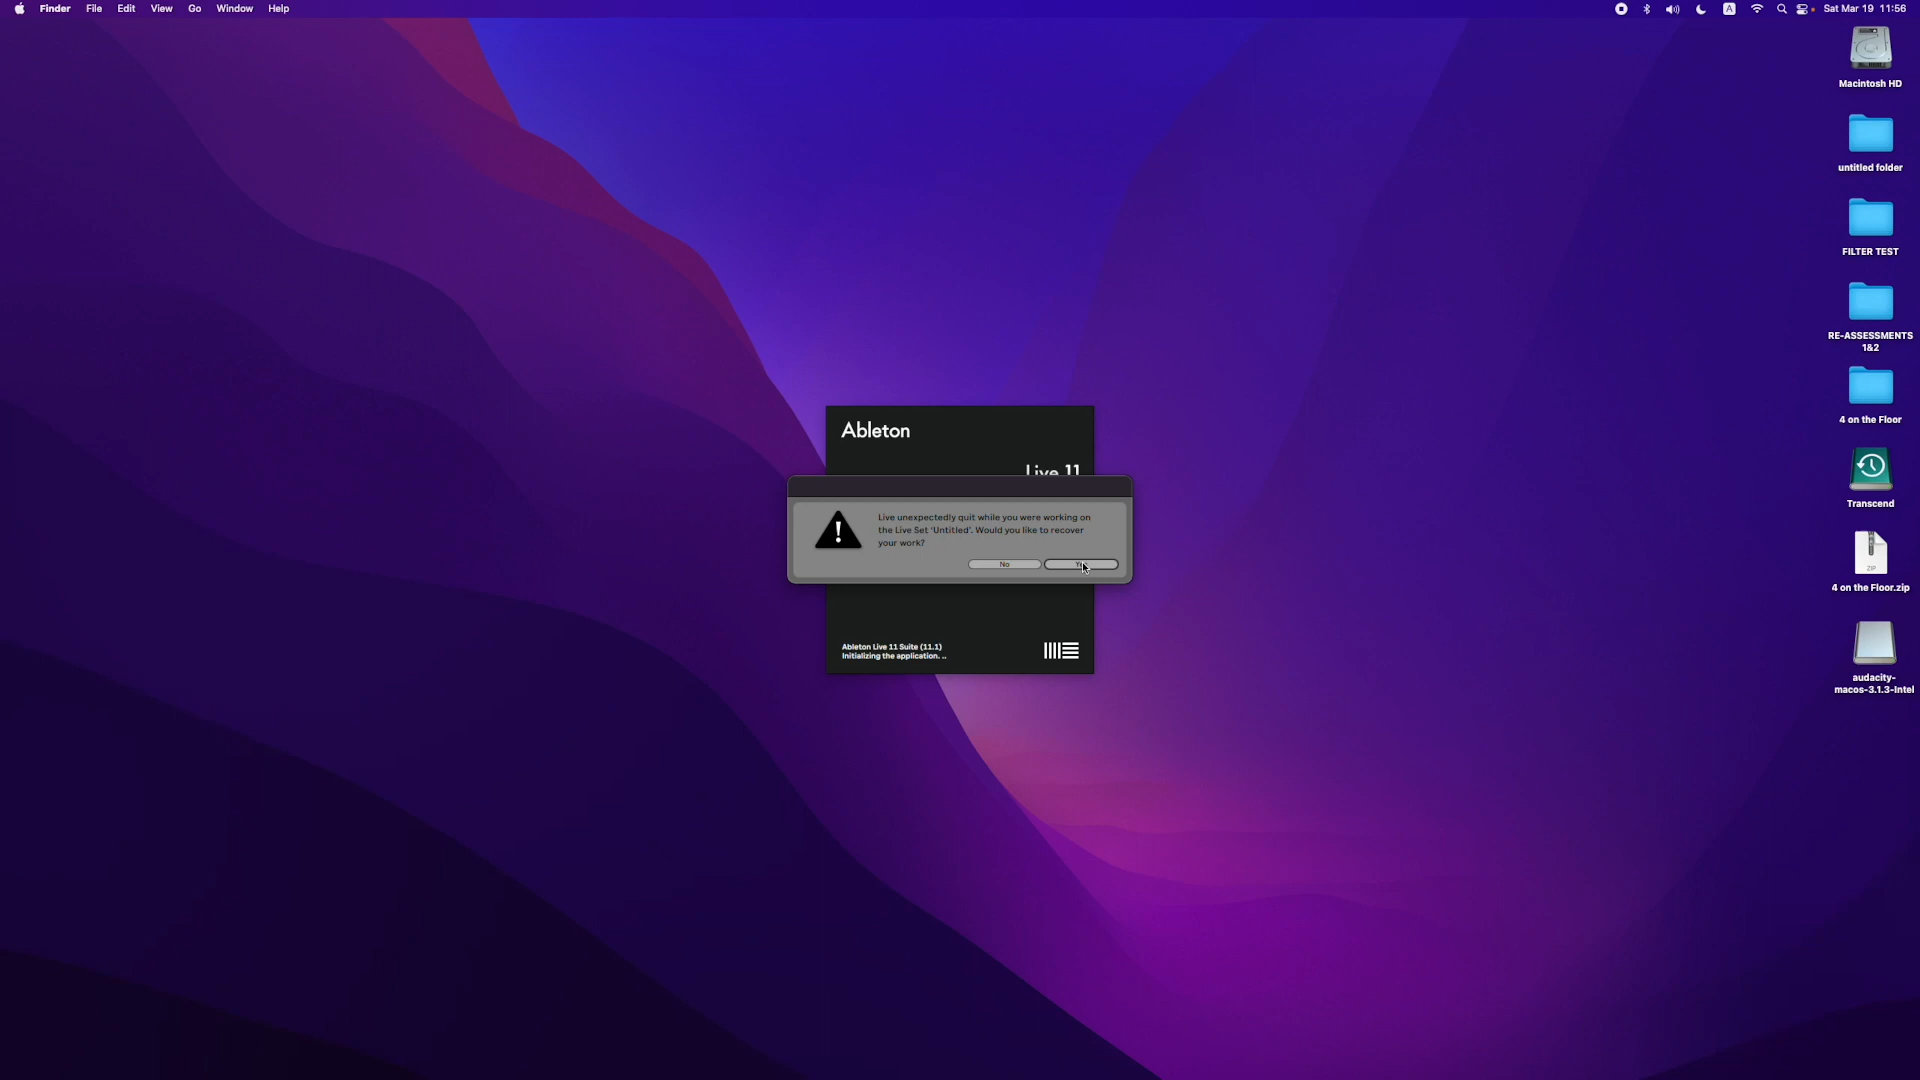 Finder File Edit View Go Window Help
A
Sat Mar 19 11:56
Macintosh HD
untitled folder
FILTER TEST
RE-ASSESSMENTS
1&2
4 on the Floor
Transcend
ZIP
4 on the Floor.zip
audacity-
macos-3.1.3-Intel
Ableton
Live 11
Live unexpectedly quit while you were working on
the Live Set 'Untitled'. Would you like to recover
your work?
No
Ableton Live 11 Suite (11.1)
Initializing the application. ..